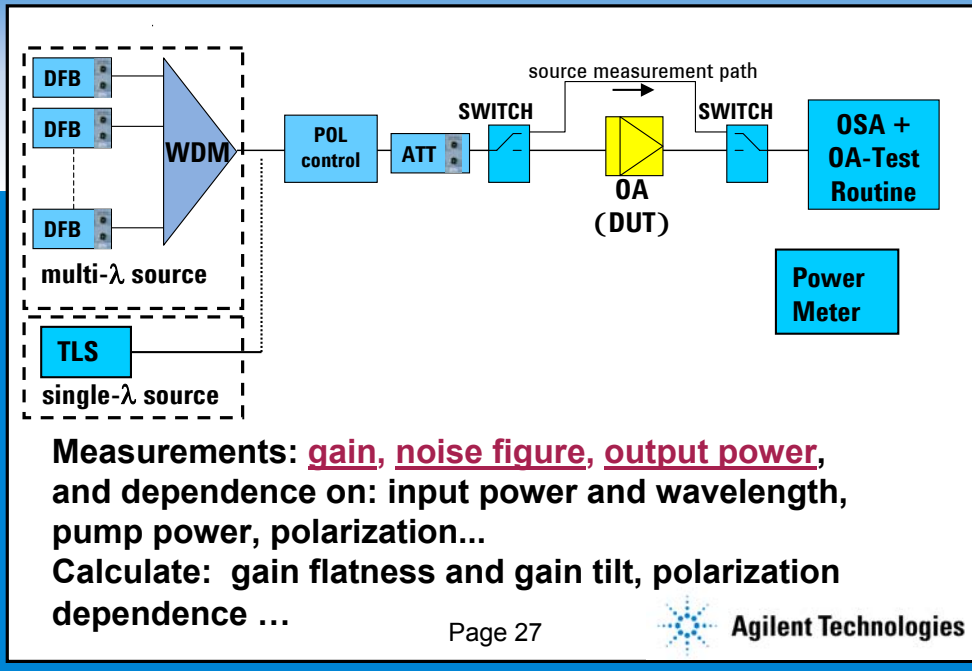 DFB
DFB
DFB
WDM
multi-λ source
TLS
single-λ source
POL
control
ATT
SWITCH
source measurement path
OA
(DUT)
SWITCH
OSA +
OA-Test
Routine
Power
Meter
Measurements: gain, noise figure, output power,
and dependence on: input power and wavelength,
pump power, polarization...
Calculate: gain flatness and gain tilt, polarization
dependence …
Page 27
Agilent Technologies